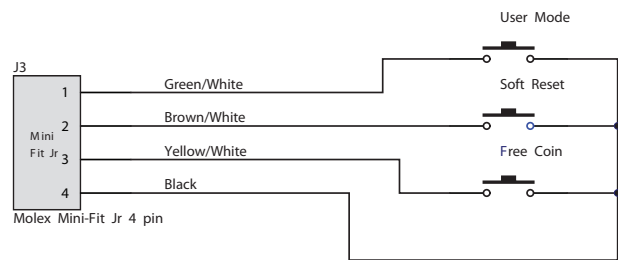 User Mode
J3
Green/White
Soft Reset
1
Brown/White
2
Mini
Fit Jr
Yellow/White
Free Coin
3
Black
4
Molex Mini-Fit Jr 4 pin